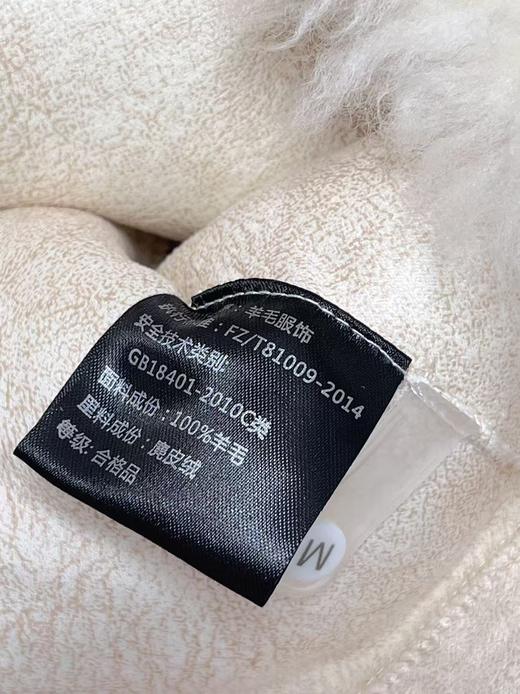 : 羊毛服饰
: FZ/T81009-2014
安全技术类别:
GB18401-2010C类
面料成份: 100%羊毛
里料成份: 麂皮绒
等级: 合格品
M